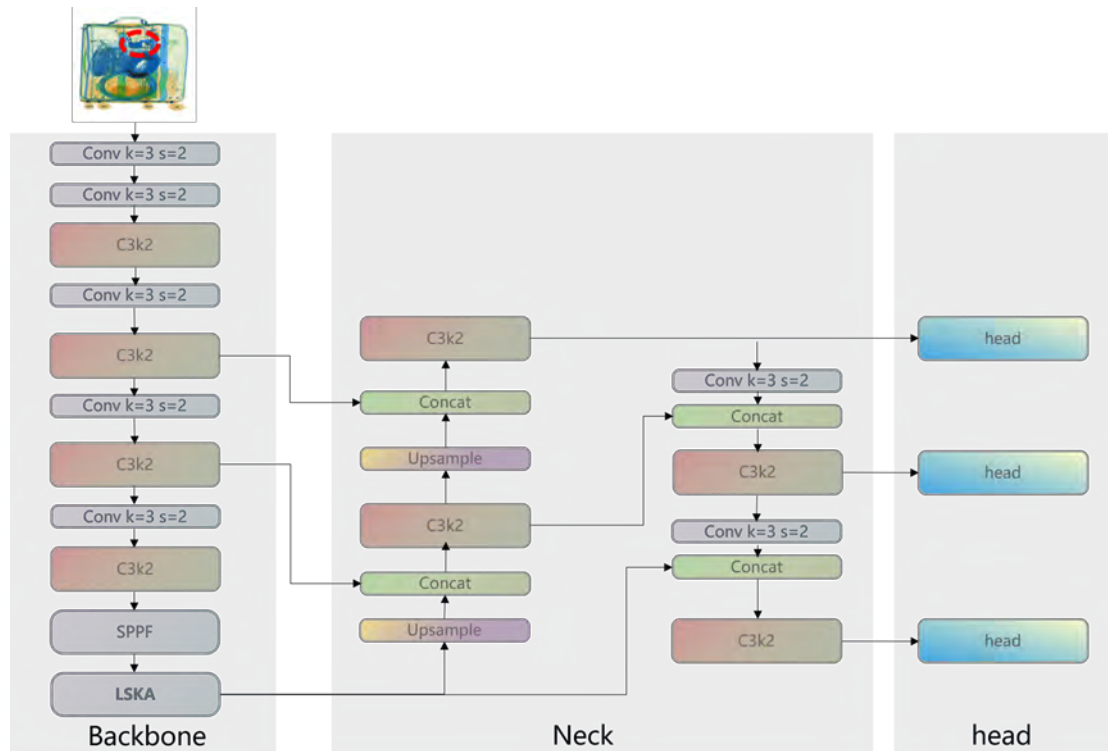 Conv k=3 s=2
Conv k=3 s=2
C3k2
Conv k=3 s=2
C3k2
Conv k=3 s=2
C3k2
Conv k=3 s=2
C3k2
SPPF
LSKA
Backbone
C3k2
Concat
Upsample
C3k2
Concat
Upsample
Conv k=3 s=2
Concat
C3k2
Conv k=3 s=2
Concat
C3k2
Neck
head
head
head
head